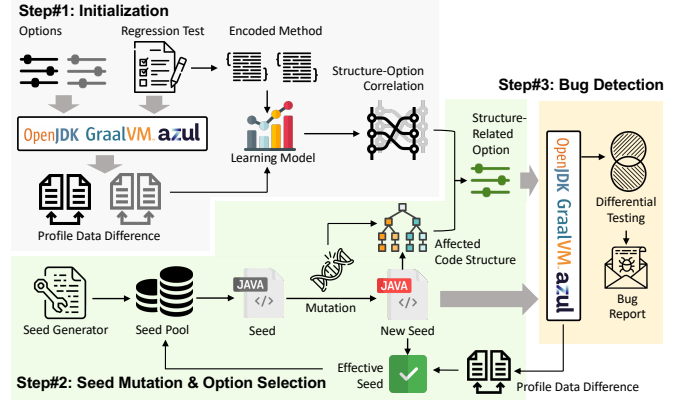 Step#1: Initialization
Options
Regression Test
Encoded Method
Structure-Option
Correlation
OpenJDK GraalVM. azul
Learning Model
Profile Data Difference
Step#3: Bug Detection
Structure-
Related
Option
OpenJDK GraalVM. azul
Differential
Testing
Bug
Report
Affected
Code Structure
Mutation
JAVA
</>
JAVA
</>
Seed Generator
Seed Pool
Seed
New Seed
Effective
Seed
Profile Data Difference
Step#2: Seed Mutation & Option Selection